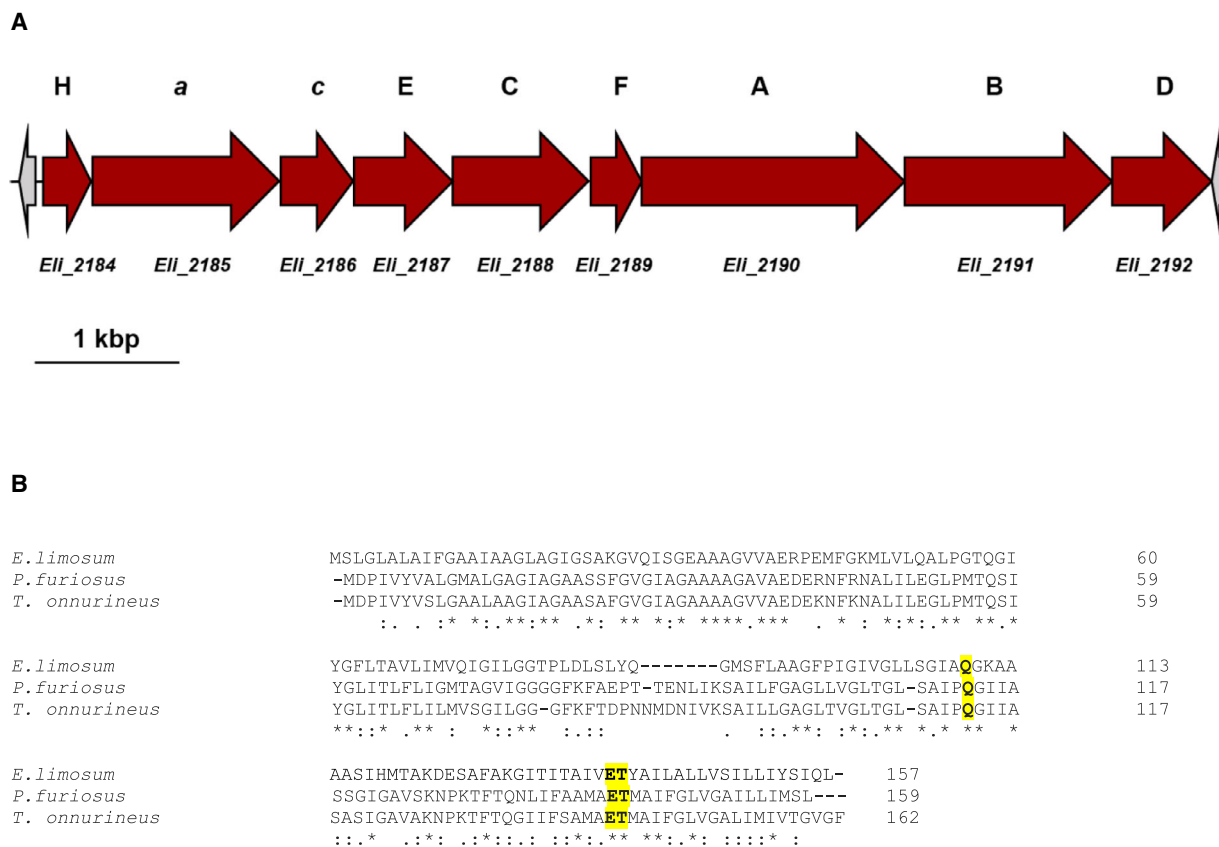 A
H a c E C F A B D
Eli_2184 Eli_2185 Eli_2186 Eli_2187 Eli_2188 Eli_2189 Eli_2190 Eli_2191 Eli_2192
1 kbp
B
E.limosum MSLGLALAIFGAAIAAGLAGIGSAKGVQISGEAAAGVVAERPEMFGKMLVLQALPGTQGI 60
P.furiosus -MDPIVYVALGMALGAGIAGAASSFGVGIAGAAAAGAVAEDERNFRNALILEGLPMTQSI 59
T. onnurineus -MDPIVYVSLGAALAAGIAGAASAFGVGIAGAAAAGVVAEDEKNFKNALILEGLPMTQSI 59
:. . :* *:.**:** .*: ** *:* ****.*** . * : *:*:.** **.*
E.limosum YGFLTAVLIMVQIGILGGTPLDLSLYQ-------GMSFLAAGFPIGIVGLLSGIAQGKAA 113
P.furiosus YGLITLFLIGMTAGVIGGGGFKFAEPT-TENLIKSAILFGAGLLVGLTGL-SAIPQGIIA 117
T. onnurineus YGLITLFLILMVSGILGG-GFKFTDPNNMDNIVKSAILLGAGLTVGLTGL-SAIPQGIIA 117
**::* .** : *::** :.:: . ::.**: :*:.** *.* ** *
E.limosum AASIHMTAKDESAFAKGITITAIVETYAILALLVSILLIYSIQL- 157
P.furiosus SSGIGAVSKNPKTFTQNLIFAAMAETMAIFGLVGAILLIMSL--- 159
T. onnurineus SASIGAVAKNPKTFTQGIIFSAMAETMAIFGLVGALIMIVTGVGF 162
::.* .:*: .:*::.: ::*:.** **:.*: ::::* :